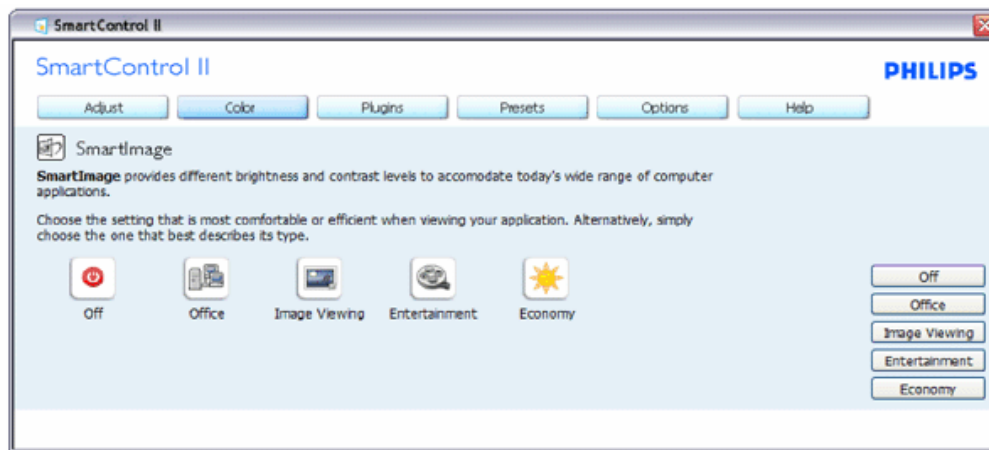 SmartControl II
SmartControl II
PHILIPS
Adjust Color Plugins Presets Options Help
SmartImage
SmartImage provides different brightness and contrast levels to accomodate today's wide range of computer
applications.
Choose the setting that is most comfortable or efficient when viewing your application. Alternatively, simply
choose the one that best describes its type.
Off Office Image Viewing Entertainment Economy
Off
Office
Image Viewing
Entertainment
Economy